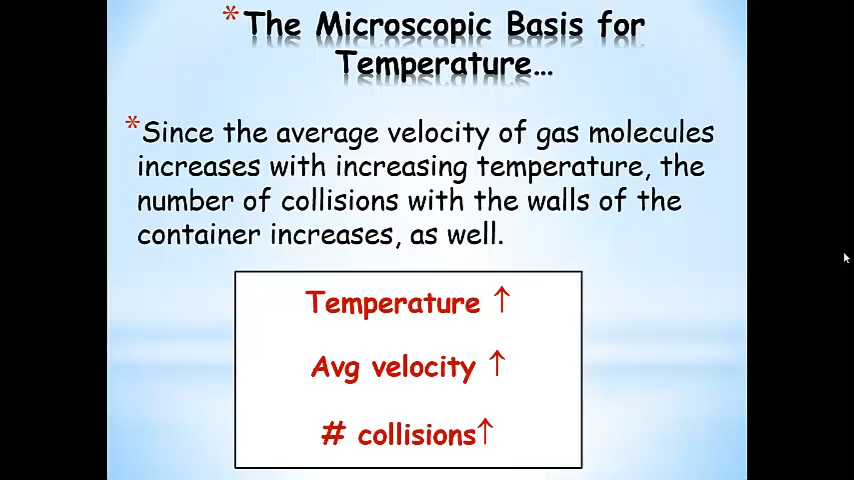 *The Microscopic Basis for
Temperature…
*Since the average velocity of gas molecules
increases with increasing temperature, the
number of collisions with the walls of the
container increases, as well.
Temperature ↑
Avg velocity ↑
# collisions↑